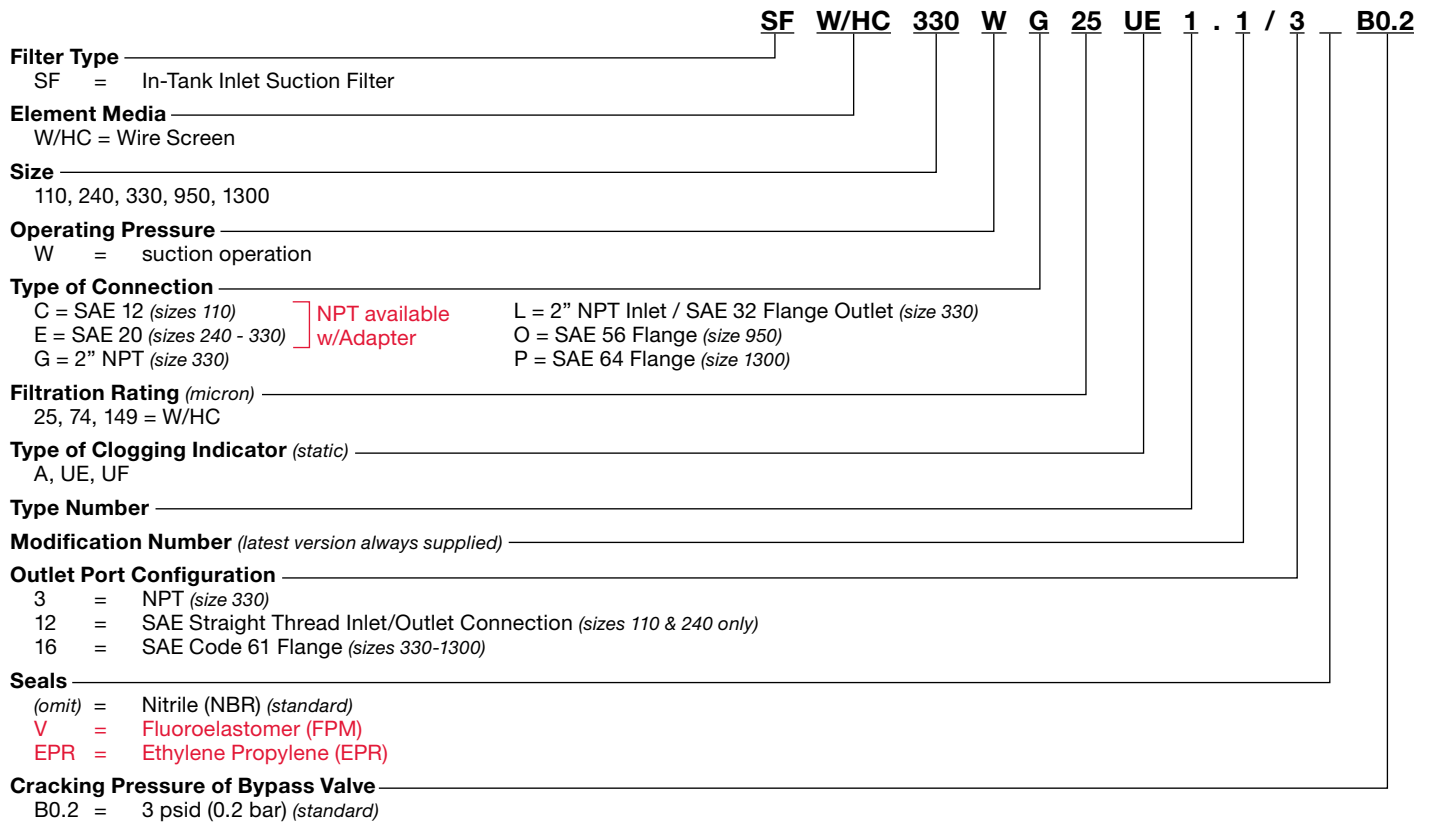 SF W/HC 330 W G 25 UE 1 . 1 / 3 _ B0.2
Filter Type
SF = In-Tank Inlet Suction Filter
Element Media
W/HC = Wire Screen
Size
110, 240, 330, 950, 1300
Operating Pressure
W = suction operation
Type of Connection
C = SAE 12 (sizes 110)
E = SAE 20 (sizes 240 - 330)
G = 2” NPT (size 330)
NPT available
w/Adapter
L = 2” NPT Inlet / SAE 32 Flange Outlet (size 330)
O = SAE 56 Flange (size 950)
P = SAE 64 Flange (size 1300)
Filtration Rating (micron)
25, 74, 149 = W/HC
Type of Clogging Indicator (static)
A, UE, UF
Type Number
Modification Number (latest version always supplied)
Outlet Port Configuration
3 = NPT (size 330)
12 = SAE Straight Thread Inlet/Outlet Connection (sizes 110 & 240 only)
16 = SAE Code 61 Flange (sizes 330-1300)
Seals
(omit) = Nitrile (NBR) (standard)
V = Fluoroelastomer (FPM)
EPR = Ethylene Propylene (EPR)
Cracking Pressure of Bypass Valve
B0.2 = 3 psid (0.2 bar) (standard)